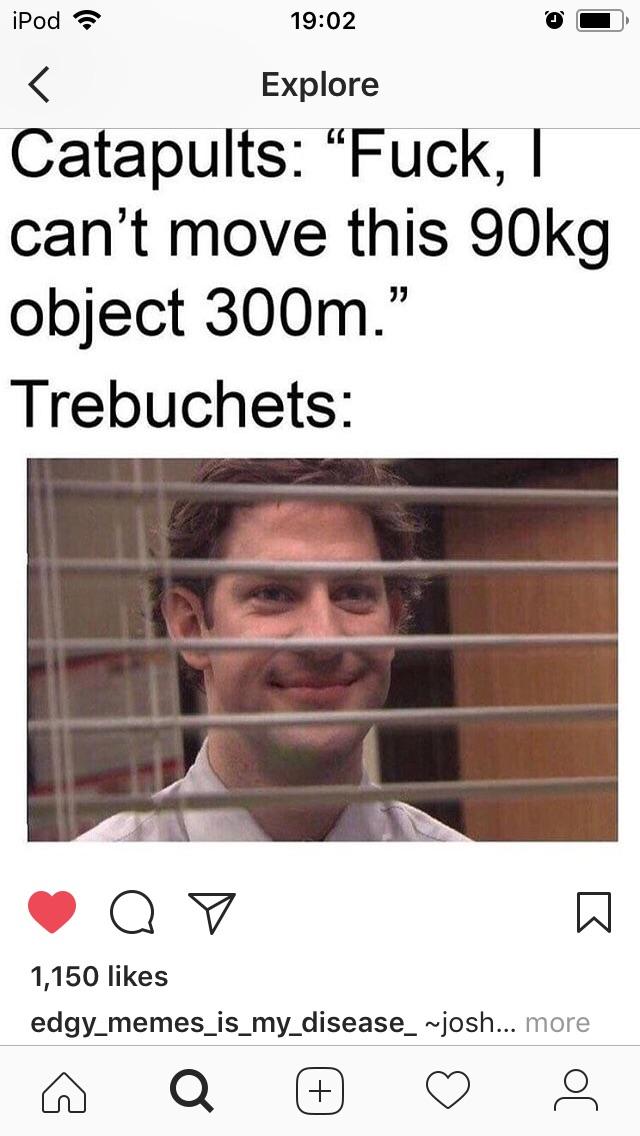 iPod 19:02
Explore
Catapults: “Fuck, I
can’t move this 90kg
object 300m.”
Trebuchets:
1,150 likes
edgy_memes_is_my_disease_ ~josh... more